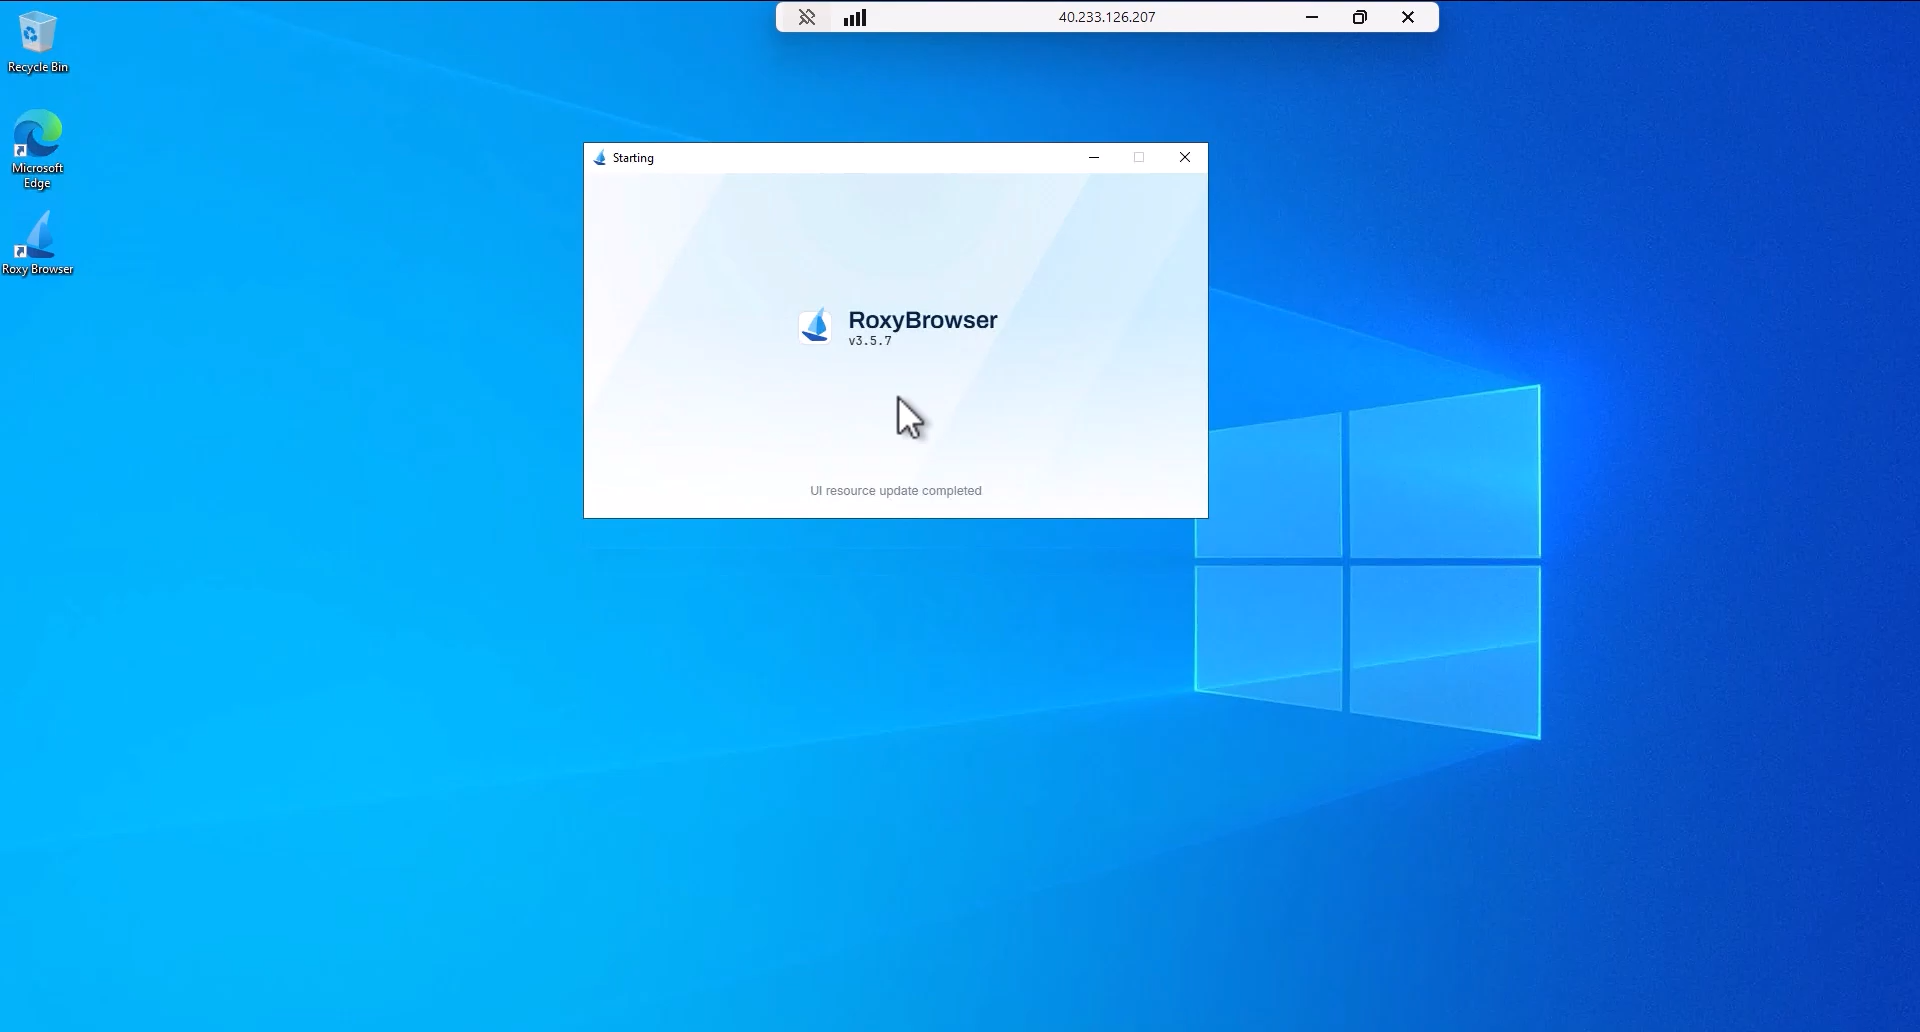 40.233.126.207
Recycle Bin
Microsoft
Edge
Roxy Browser
Starting
RoxyBrowser
v3.5.7
UI resource update completed